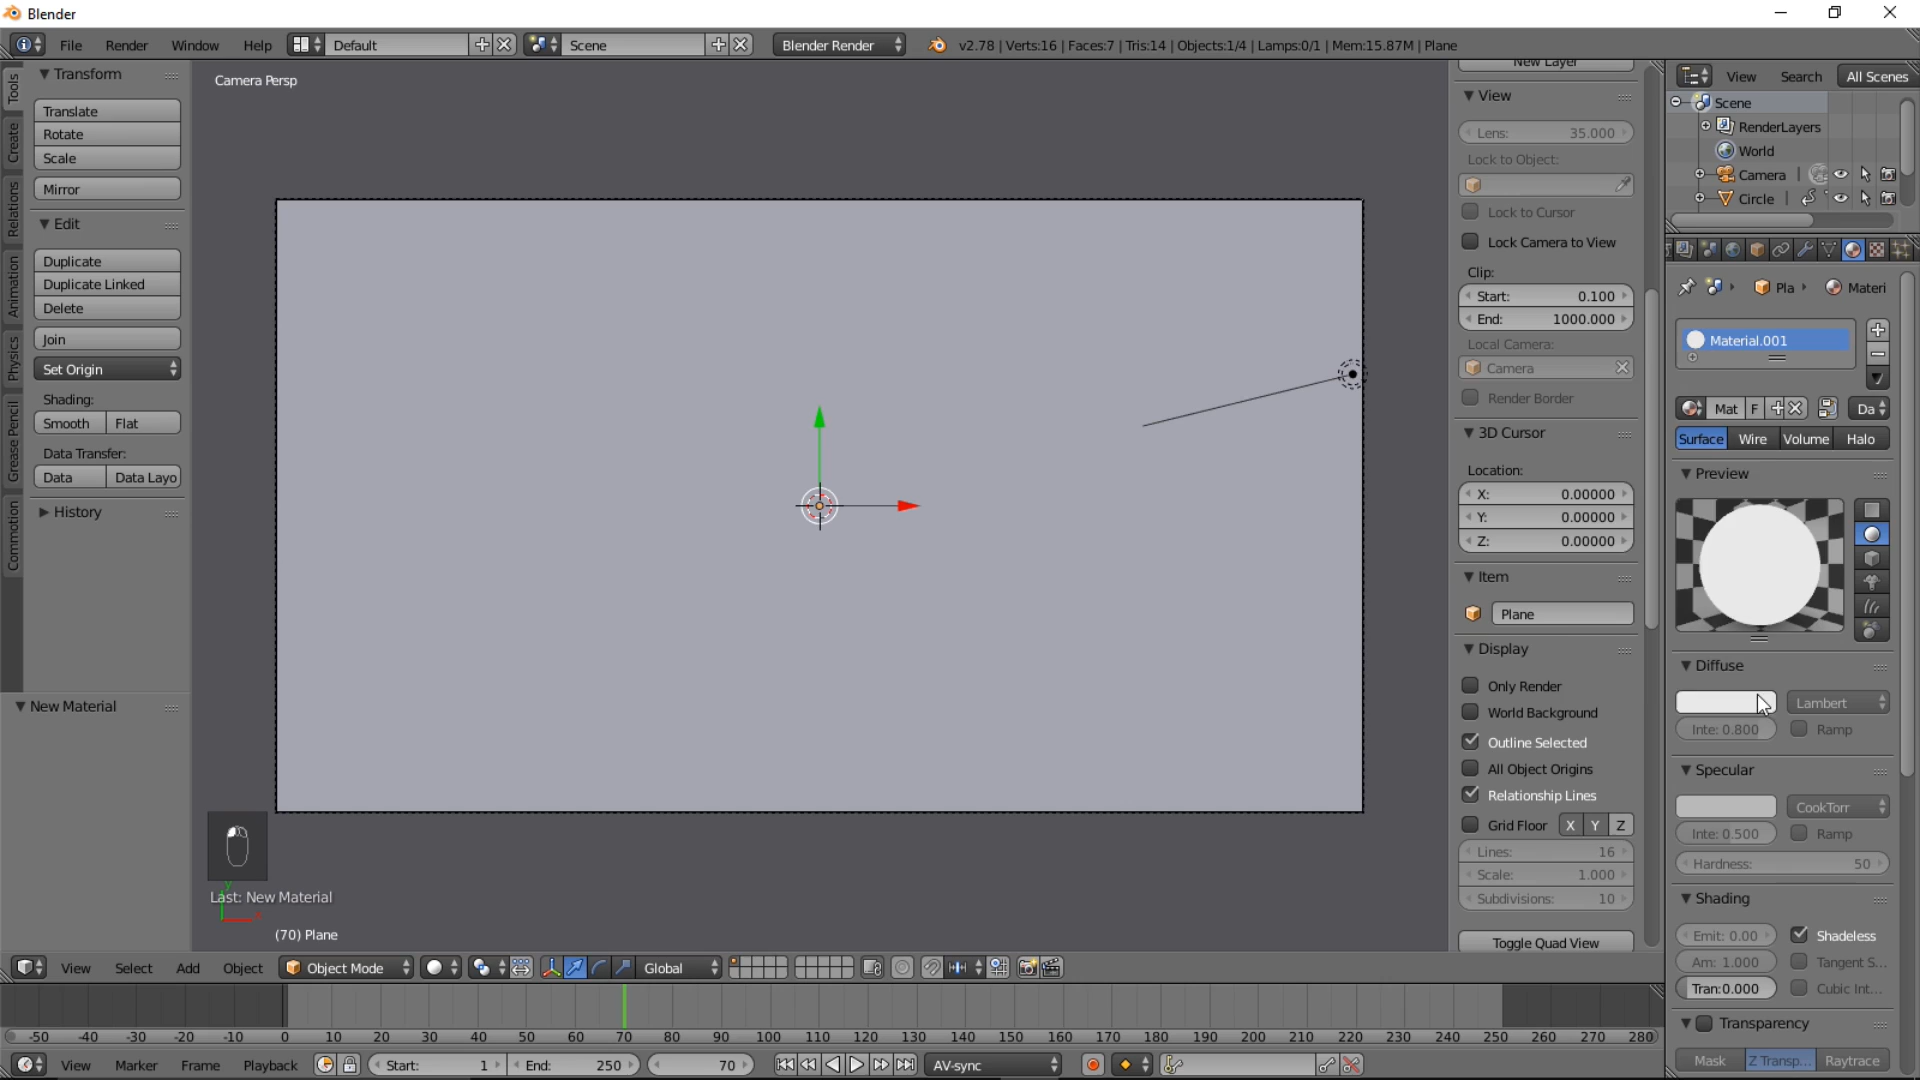 Blender
File Render Window Help Default Scene Blender Render v2.78 | Verts:16 | Faces:7 | Tris:14 | Objects:1/4 | Lamps:0/1 | Mem:15.87M | Plane
Tools
Create
Relations
Animation
Physics
Grease Pencil
Commotion
Transform
Translate
Rotate
Scale
Mirror
Edit
Duplicate
Duplicate Linked
Delete
Join
Set Origin
Shading:
Smooth Flat
Data Transfer:
Data Data Layo
History
New Material
Camera Persp
Last: New Material
(70) Plane
New Layer
View
Lens: 35.000
Lock to Object:
Lock to Cursor
Lock Camera to View
Clip:
Start: 0.100
End: 1000.000
Local Camera:
Camera
Render Border
3D Cursor
Location:
X: 0.00000
Y: 0.00000
Z: 0.00000
Item
Plane
Display
Only Render
World Background
Outline Selected
All Object Origins
Relationship Lines
Grid Floor X Y Z
Lines: 16
Scale: 1.000
Subdivisions: 10
Toggle Quad View
View Search All Scenes
Scene
RenderLayers
World
Camera
Circle
Pla Materi
Material.001
Mat F Da
Surface Wire Volume Halo
Preview
Diffuse
Lambert
Inte: 0.800 Ramp
Specular
CookTorr
Inte: 0.500 Ramp
Hardness: 50
Shading
Emit: 0.00 Shadeless
Am: 1.000 Tangent S...
Tran:0.000 Cubic Int...
Transparency
Mask Z Transp... Raytrace
View Select Add Object Object Mode Global
-50 -40 -30 -20 -10 0 10 20 30 40 50 60 70 80 90 100 110 120 130 140 150 160 170 180 190 200 210 220 230 240 250 260 270 280
View Marker Frame Playback Start: 1 End: 250 70 AV-sync